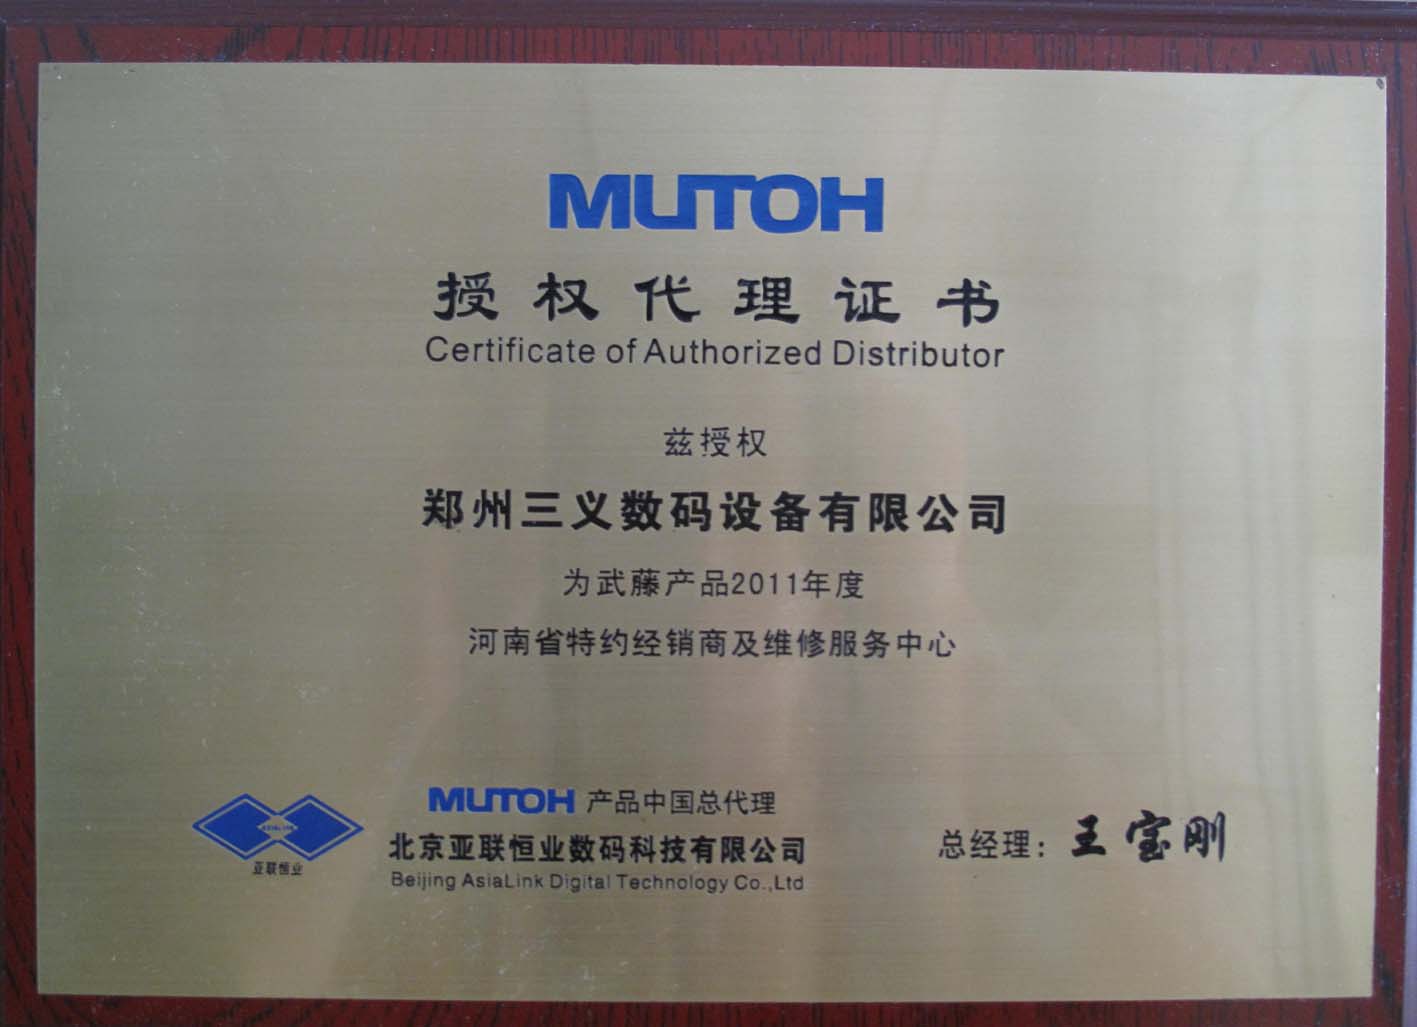 MUTOH
授权代理证书
Certificate of Authorized Distributor
兹授权
郑州三义数码设备有限公司
为武藤产品2011年度
河南省特约经销商及维修服务中心
MUTOH 产品中国总代理
北京亚联恒业数码科技有限公司
Beijing AsiaLink Digital Technology Co.,Ltd
ASIALINK
亚联恒业
总经理：王宝刚